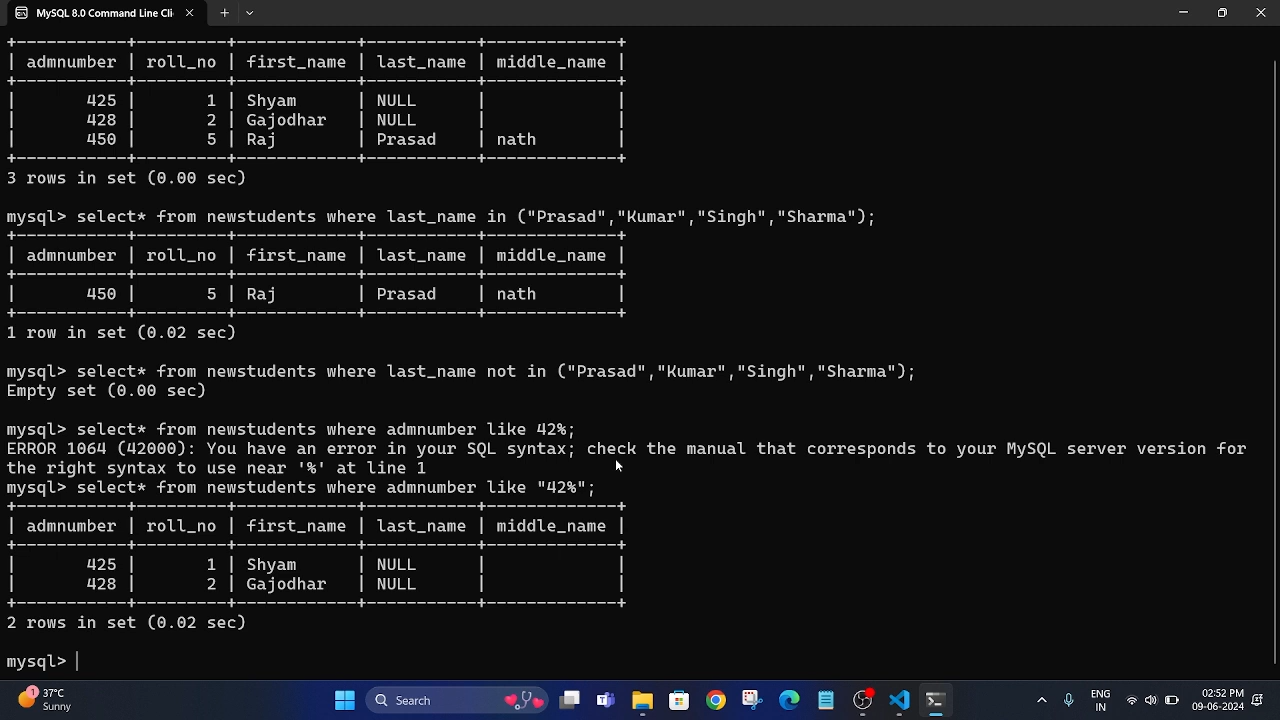 MySQL 8.0 Command Line Cli
+-----------+---------+------------+-----------+-------------+
| admnumber | roll_no | first_name | last_name | middle_name |
+-----------+---------+------------+-----------+-------------+
|       425 |       1 | Shyam      | NULL      |             |
|       428 |       2 | Gajodhar   | NULL      |             |
|       450 |       5 | Raj        | Prasad    | nath        |
+-----------+---------+------------+-----------+-------------+
3 rows in set (0.00 sec)
mysql> select* from newstudents where last_name in ("Prasad","Kumar","Singh","Sharma");
+-----------+---------+------------+-----------+-------------+
| admnumber | roll_no | first_name | last_name | middle_name |
+-----------+---------+------------+-----------+-------------+
|       450 |       5 | Raj        | Prasad    | nath        |
+-----------+---------+------------+-----------+-------------+
1 row in set (0.02 sec)
mysql> select* from newstudents where last_name not in ("Prasad","Kumar","Singh","Sharma");
Empty set (0.00 sec)
mysql> select* from newstudents where admnumber like 42%;
ERROR 1064 (42000): You have an error in your SQL syntax; check the manual that corresponds to your MySQL server version for
the right syntax to use near '%' at line 1
mysql> select* from newstudents where admnumber like "42%";
+-----------+---------+------------+-----------+-------------+
| admnumber | roll_no | first_name | last_name | middle_name |
+-----------+---------+------------+-----------+-------------+
|       425 |       1 | Shyam      | NULL      |             |
|       428 |       2 | Gajodhar   | NULL      |             |
+-----------+---------+------------+-----------+-------------+
2 rows in set (0.02 sec)
mysql>
1
37°C
Sunny
Search
ENG
IN
02:52 PM
09-06-2024